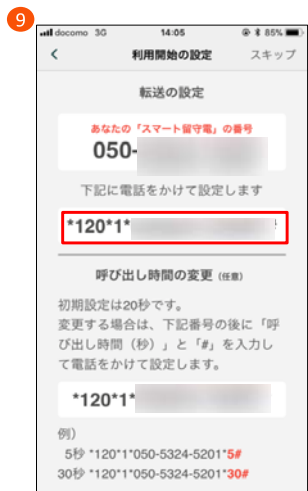 9
docomo 3G 14:05 85%
利用開始の設定 スキップ
転送の設定
あなたの「スマート留守電」の番号
050-
下記に電話をかけて設定します
*120*1*
呼び出し時間の変更 (任意)
初期設定は20秒です。
変更する場合は、下記番号の後に「呼
び出し時間（秒）」と「#」を入力し
て電話をかけて設定します。
*120*1*
例）
5秒 *120*1*050-5324-5201*5#
30秒 *120*1*050-5324-5201*30#